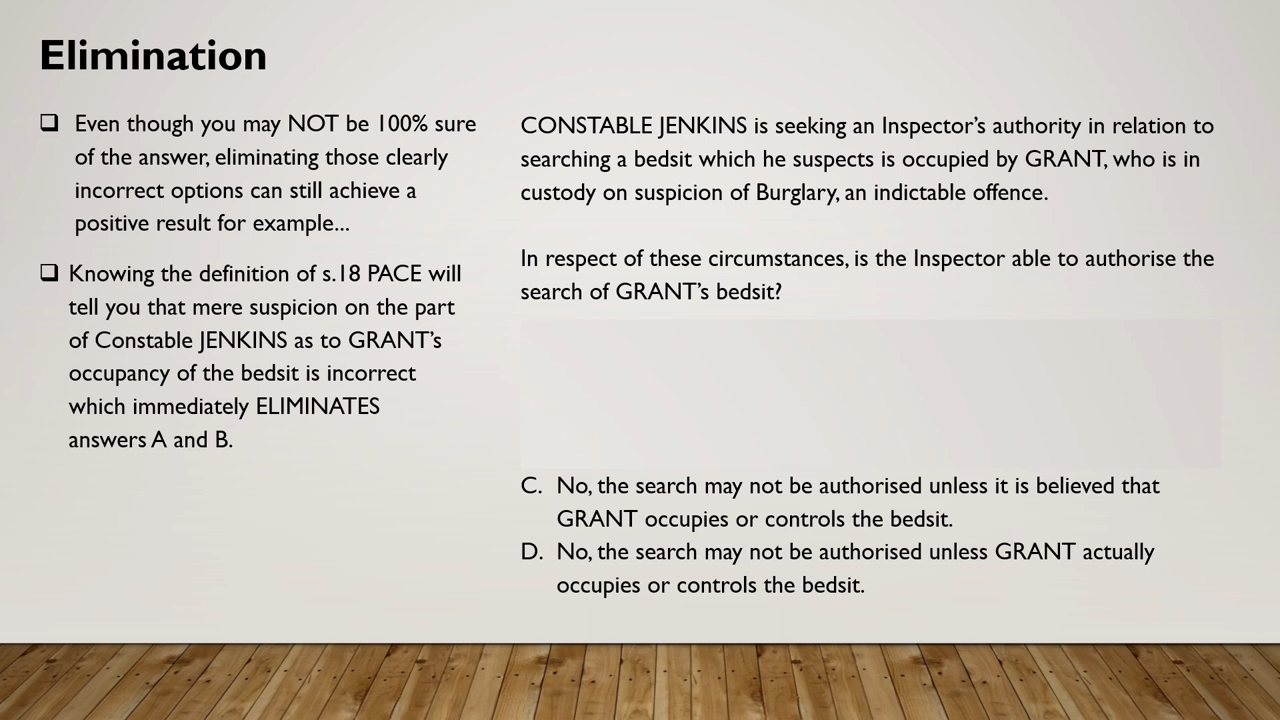 Elimination
❑ Even though you may NOT be 100% sure
of the answer, eliminating those clearly
incorrect options can still achieve a
positive result for example...
❑ Knowing the definition of s.18 PACE will
tell you that mere suspicion on the part
of Constable JENKINS as to GRANT’s
occupancy of the bedsit is incorrect
which immediately ELIMINATES
answers A and B.
CONSTABLE JENKINS is seeking an Inspector’s authority in relation to
searching a bedsit which he suspects is occupied by GRANT, who is in
custody on suspicion of Burglary, an indictable offence.
In respect of these circumstances, is the Inspector able to authorise the
search of GRANT’s bedsit?
C. No, the search may not be authorised unless it is believed that
GRANT occupies or controls the bedsit.
D. No, the search may not be authorised unless GRANT actually
occupies or controls the bedsit.